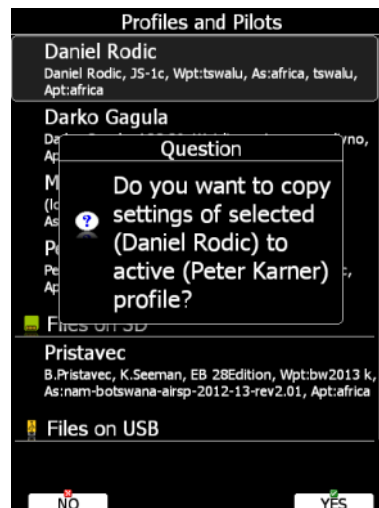 Profiles and Pilots
Daniel Rodic
Daniel Rodic, JS-1c, Wpt:tswalu, As:africa, tswalu,
Apt:africa
Darko Gagula
Question
Do you want to copy
settings of selected
(Daniel Rodic) to
active (Peter Karner)
profile?
Files on SD
Pristavec
B.Pristavec, K.Seeman, EB 28Edition, Wpt:bw2013 k,
As:nam-botswana-airsp-2012-13-rev2.01, Apt:africa
Files on USB
NO
YES